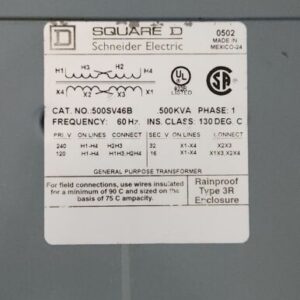 D
SQUARE D
Schneider Electric
0502
MADE IN
MEXICO-24
H1 H3 H2 H4
X4 X2 X3 X1
UL
LISTED
SA
CAT. NO. 500SV46B .500KVA PHASE: 1
FREQUENCY: 60 Hz. INS. CLASS: 130 DEG. C
PRI. V ON LINES CONNECT SEC V ON LINES CONNECT
240 H1-H4 H2H3 32 X1-X4 X2X3
120 H1-H4 H1H3,H2H4 16 X1-X4 X1X3,X2X4
GENERAL PURPOSE TRANSFORMER
For field connections, use wires insulated
for a minimum of 90 C and sized on the
basis of 75 C ampacity.
Rainproof
Type 3R
Enclosure